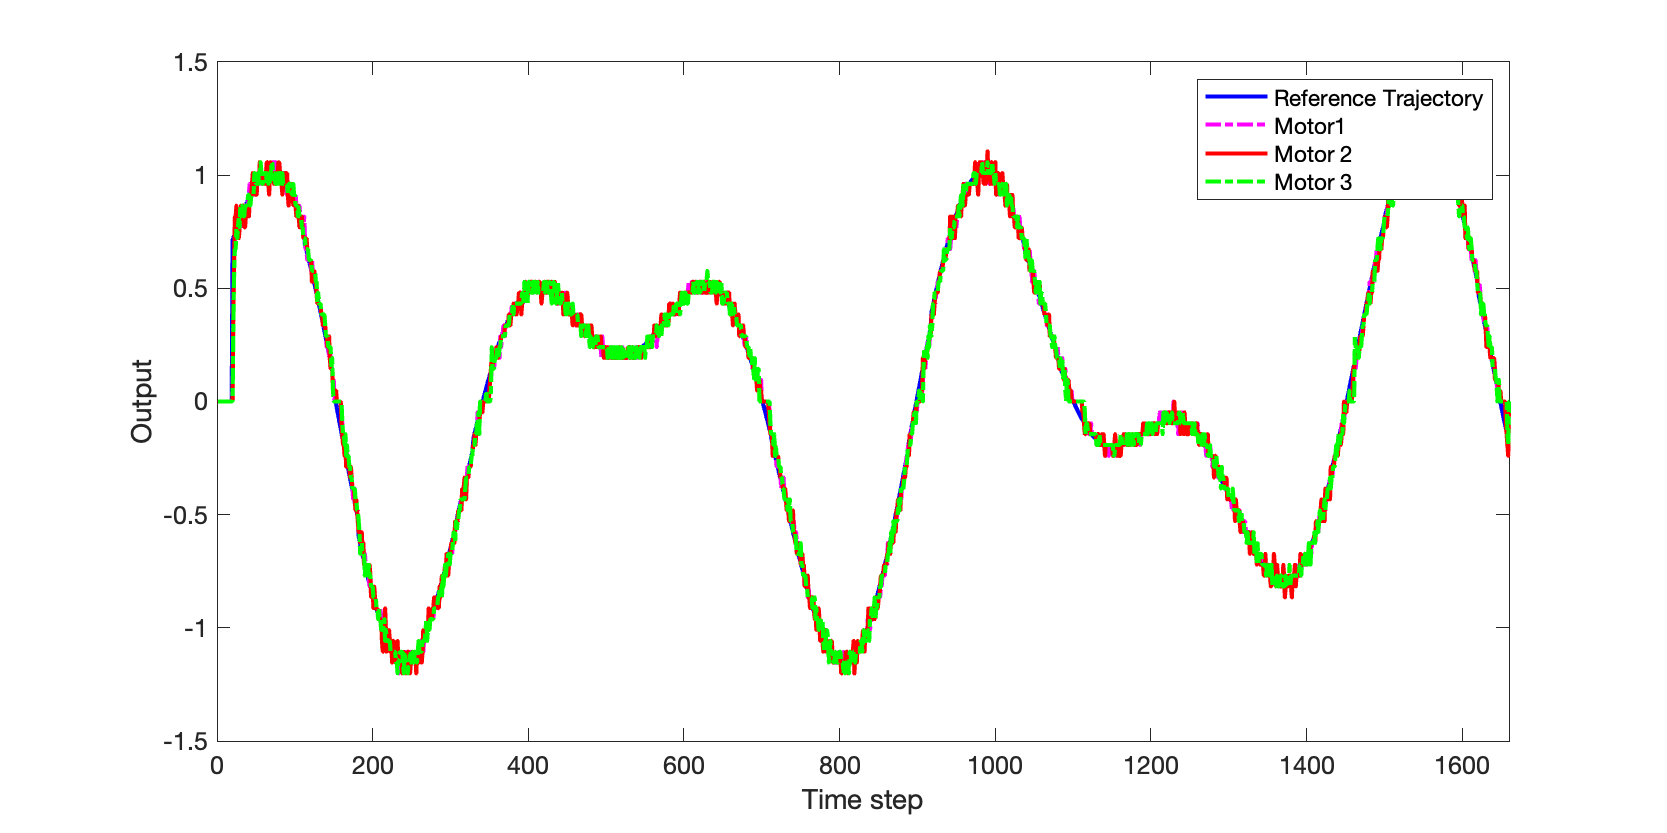 1.5
1
0.5
0
-0.5
-1
-1.5
Output
0 200 400 600 800 1000 1200 1400 1600
Time step
Reference Trajectory
Motor1
Motor 2
Motor 3